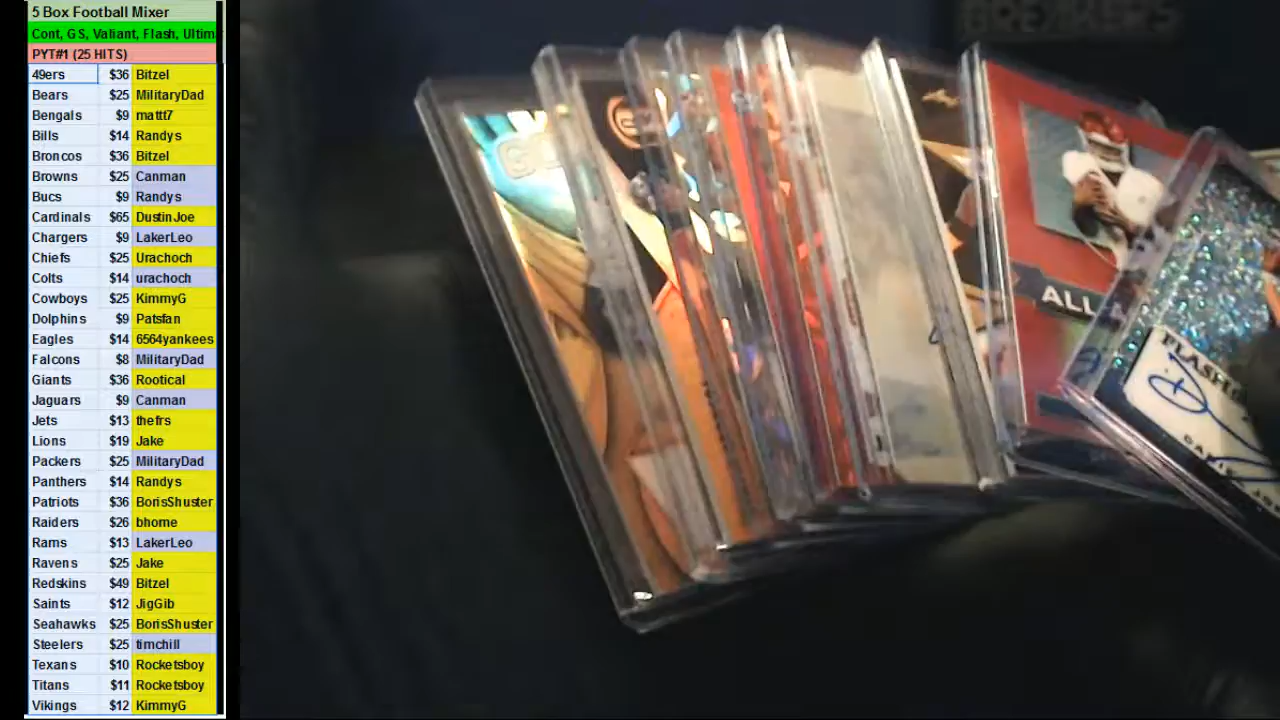 5 Box Football Mixer
Cont, GS, Valiant, Flash, Ultim
PYT#1 (25 HITS)
49ers $36 Bitzel
Bears $25 MilitaryDad
Bengals $9 mattt7
Bills $14 Randys
Broncos $36 Bitzel
Browns $25 Canman
Bucs $9 Randys
Cardinals $65 DustinJoe
Chargers $9 LakerLeo
Chiefs $25 Urachoch
Colts $14 urachoch
Cowboys $25 KimmyG
Dolphins $9 Patsfan
Eagles $14 6564yankees
Falcons $8 MilitaryDad
Giants $36 Rootical
Jaguars $9 Canman
Jets $13 thefrs
Lions $19 Jake
Packers $25 MilitaryDad
Panthers $14 Randys
Patriots $36 BorisShuster
Raiders $26 bhorne
Rams $13 LakerLeo
Ravens $25 Jake
Redskins $49 Bitzel
Saints $12 JigGib
Seahawks $25 BorisShuster
Steelers $25 timchill
Texans $10 Rocketsboy
Titans $11 Rocketsboy
Vikings $12 KimmyG
BREAKERS
ALL